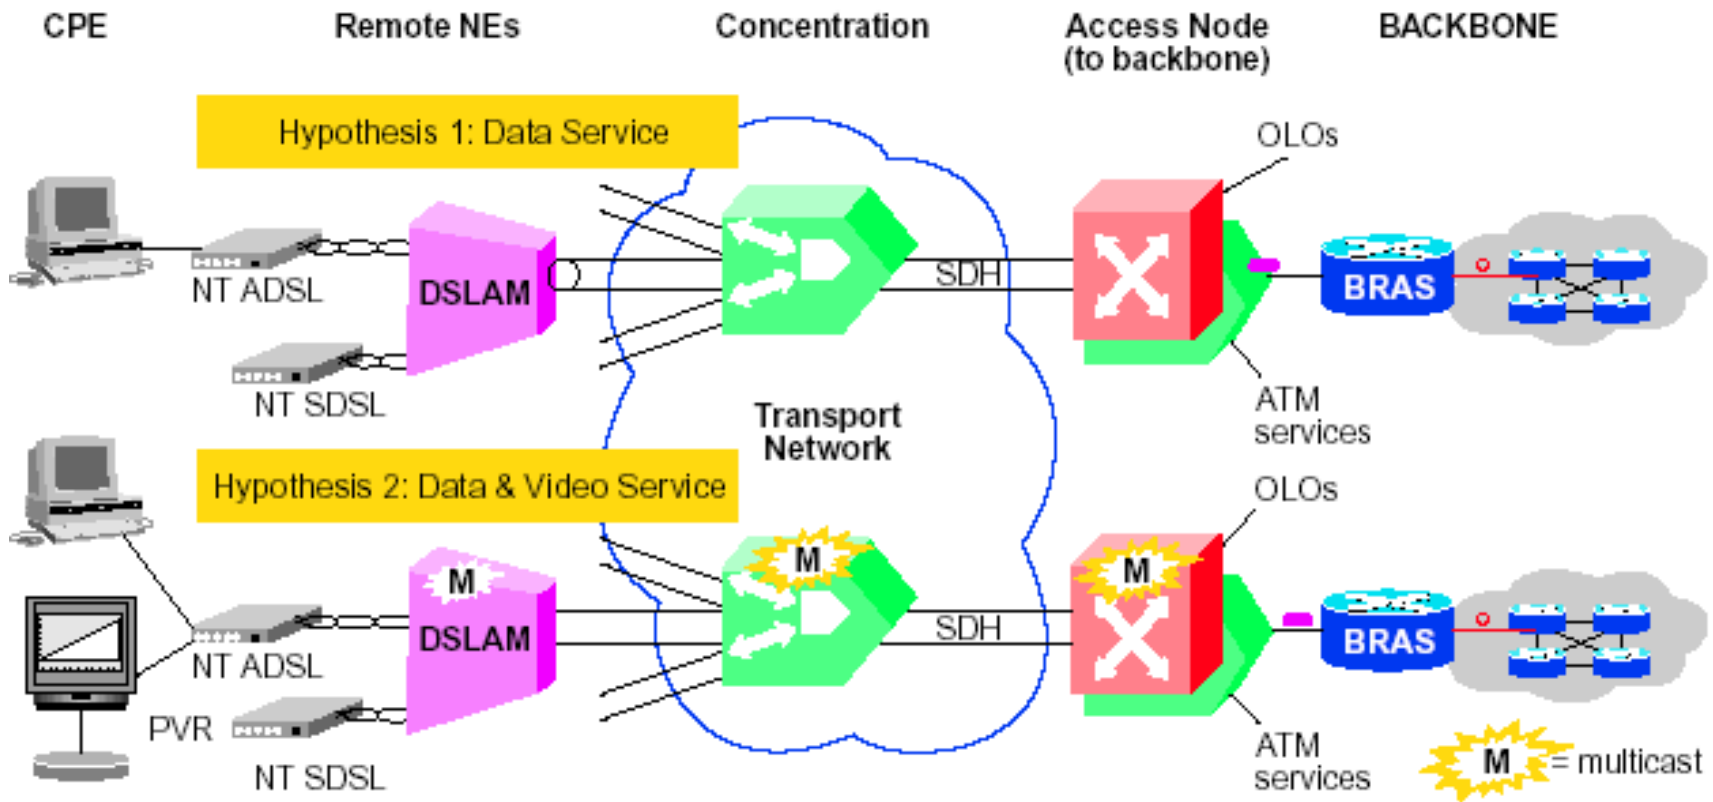 CPE
Remote NEs
Concentration
Access Node
(to backbone)
BACKBONE
Hypothesis 1: Data Service
OLOs
NT ADSL
DSLAM
SDH
BRAS
NT SDSL
ATM
services
Transport
Network
Hypothesis 2: Data & Video Service
OLOs
M
M
M
NT ADSL
DSLAM
SDH
BRAS
PVR
NT SDSL
ATM
services
M = multicast